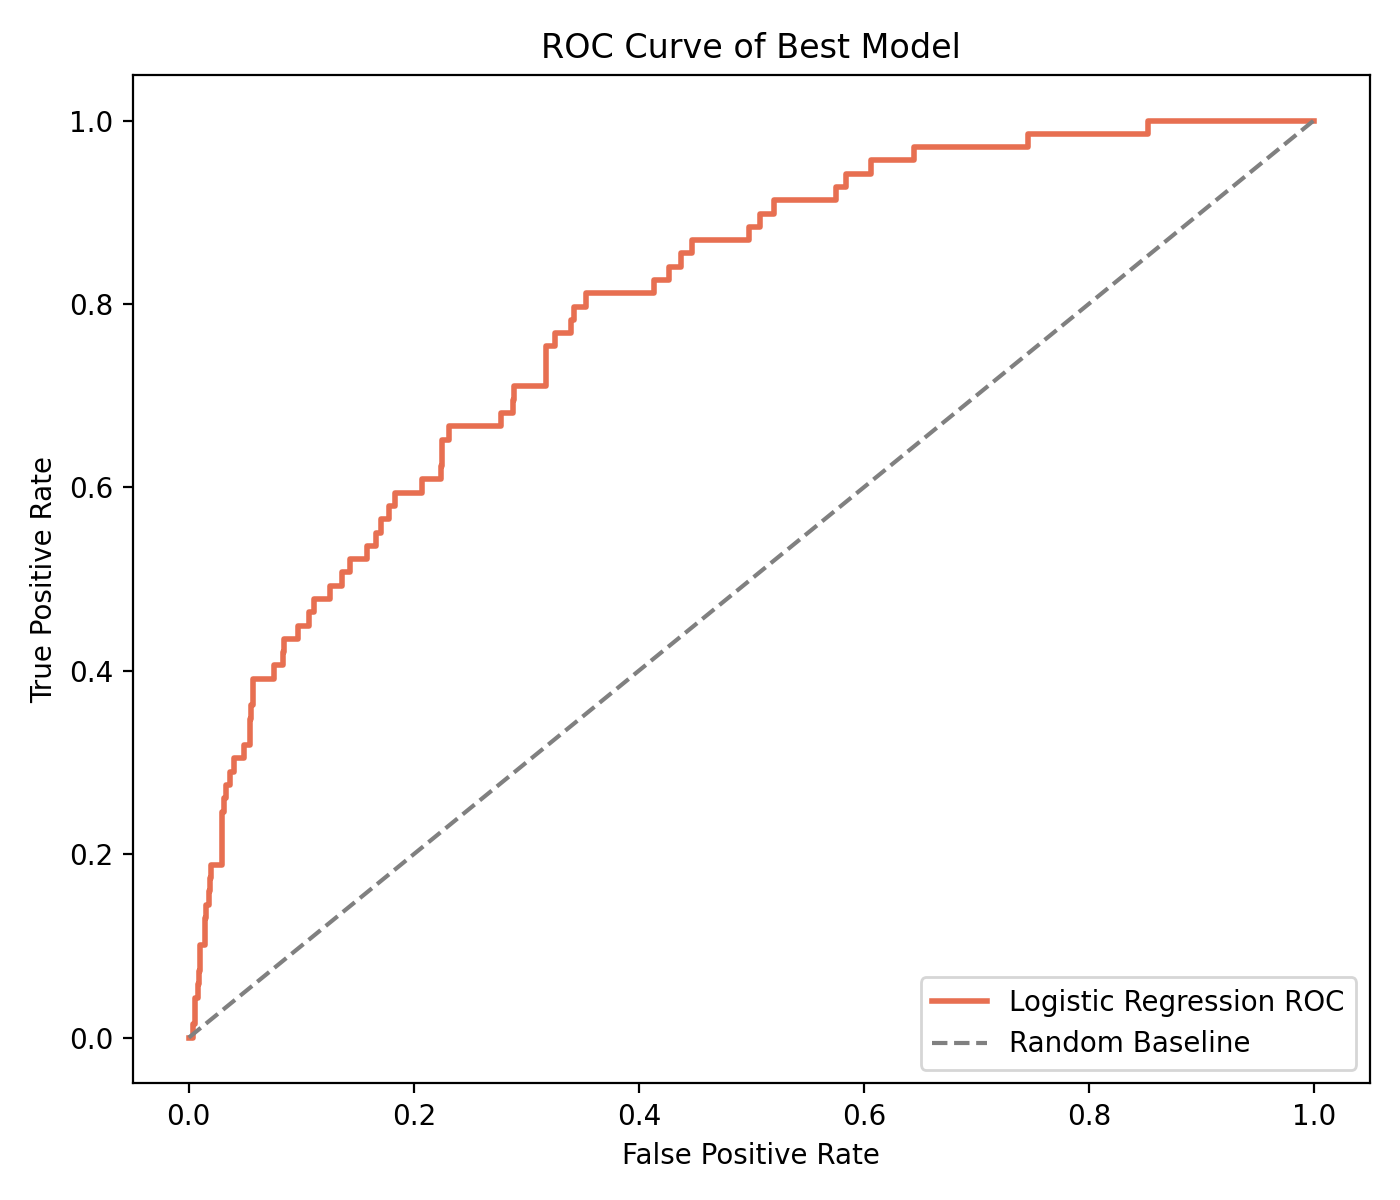 ROC Curve of Best Model
True Positive Rate
1.0
0.8
0.6
0.4
0.2
0.0
Logistic Regression ROC
Random Baseline
0.0 0.2 0.4 0.6 0.8 1.0
False Positive Rate